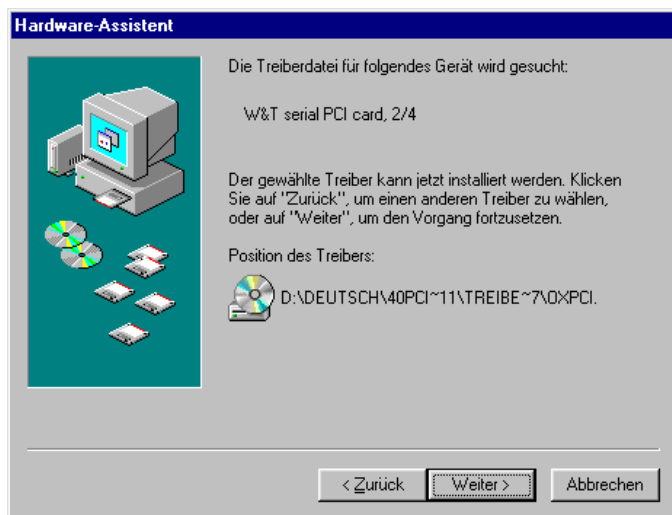 Hardware-Assistent
Die Treiberdatei für folgendes Gerät wird gesucht:
W&T serial PCI card, 2/4
Der gewählte Treiber kann jetzt installiert werden. Klicken
Sie auf "Zurück", um einen anderen Treiber zu wählen,
oder auf "Weiter", um den Vorgang fortzusetzen.
Position des Treibers:
D:\DEUTSCH\40PCI~11\TREIBE~7\OXPCI.
< Zurück
Weiter >
Abbrechen